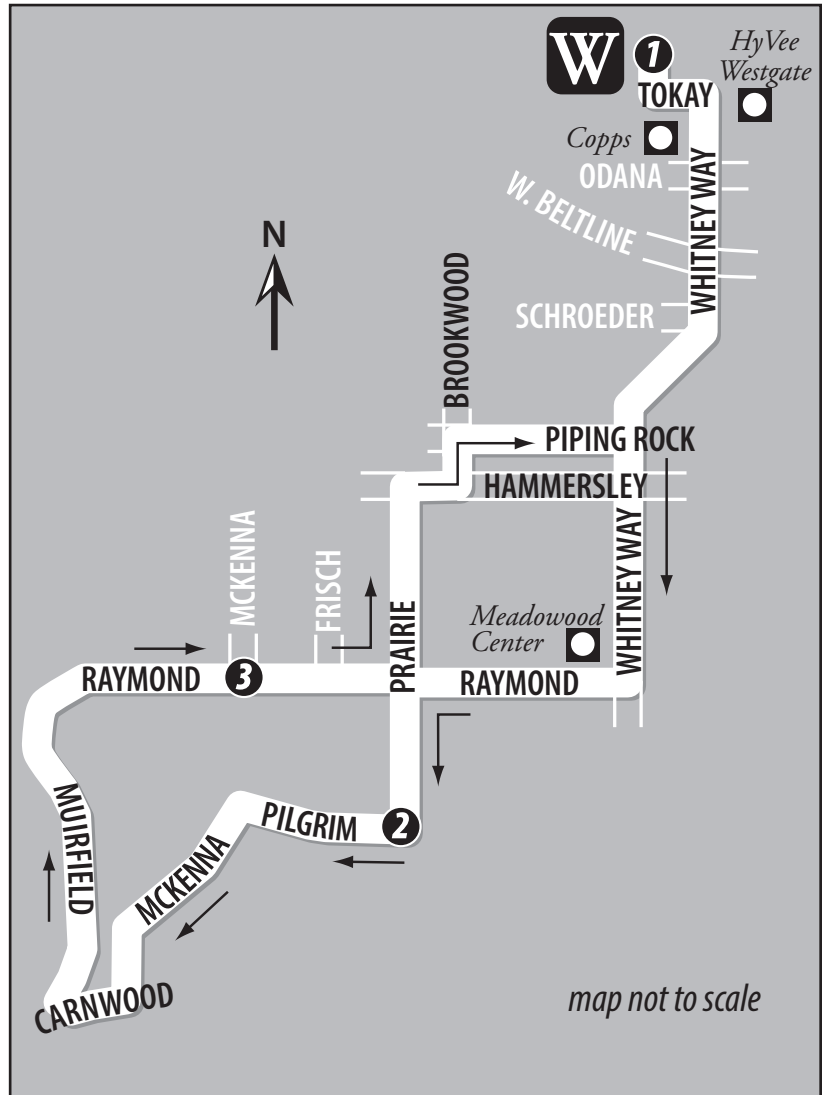 W
1
HyVee
Westgate
TOKAY
Copps
ODANA
W. BELTLINE
WHITNEY WAY
N
SCHROEDER
BROOKWOOD
PIPING ROCK
HAMMERSLEY
MCKENNA
FRISCH
PRAIRIE
WHITNEY WAY
Meadowood
Center
RAYMOND
3
RAYMOND
MUIRFIELD
PILGRIM
2
MCKENNA
CARNWOOD
map not to scale